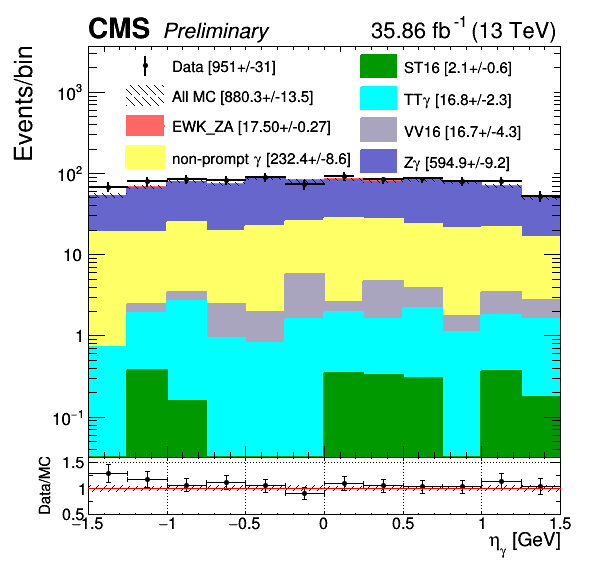 CMS Preliminary 35.86 fb⁻¹ (13 TeV)
Events/bin
Data [951+/-31]
All MC [880.3+/-13.5]
EWK_ZA [17.50+/-0.27]
non-prompt γ [232.4+/-8.6]
ST16 [2.1+/-0.6]
TTγ [16.8+/-2.3]
VV16 [16.7+/-4.3]
Zγ [594.9+/-9.2]
10³
10²
10
1
10⁻¹
Data/MC
1.5
1
0.5
−1.5 −1 −0.5 0 0.5 1 1.5
η_γ [GeV]